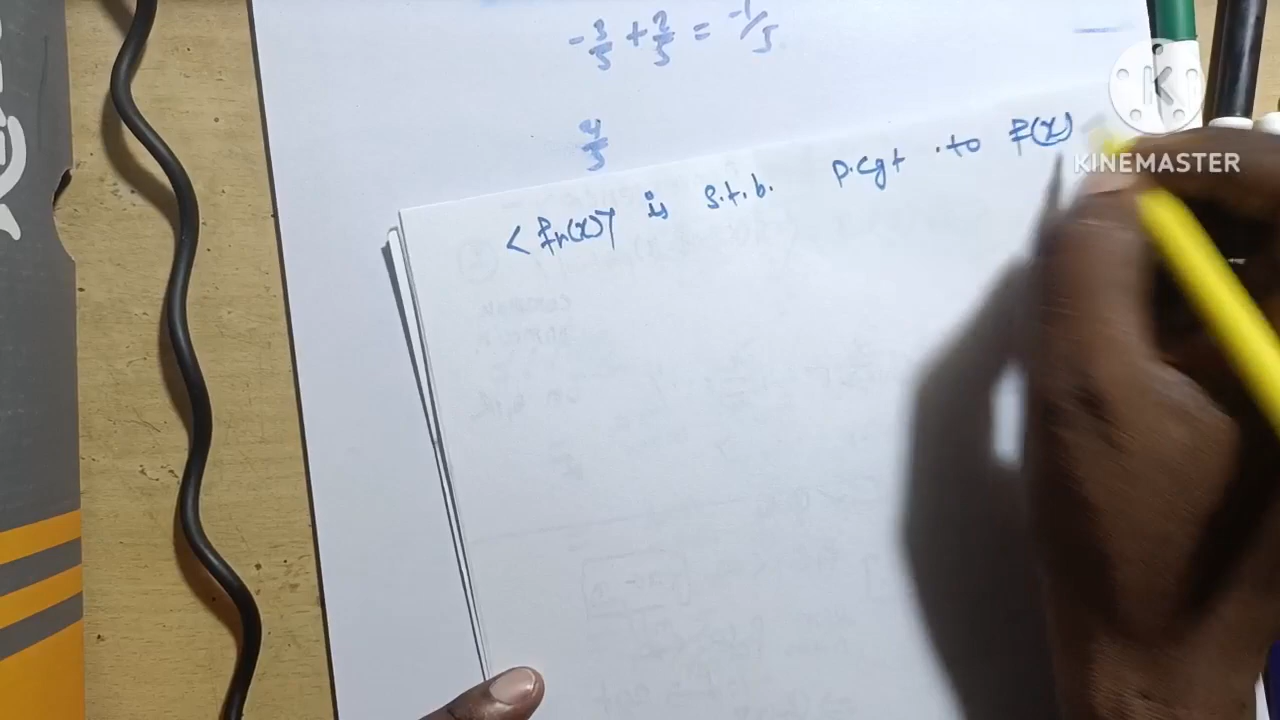 -3/5 + 2/5 = -1/5
4/5
<fn(x)> is s.t.b. p.cgt to f(x)
KINEMASTER